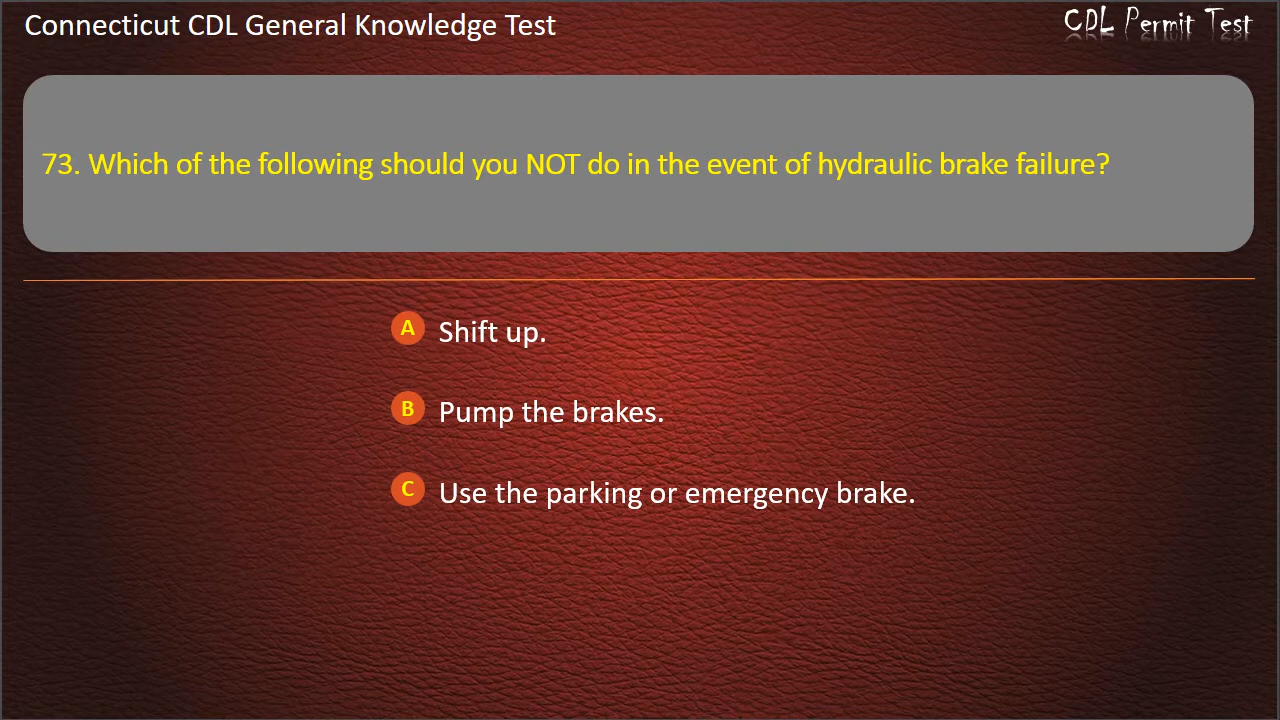 Connecticut CDL General Knowledge Test
CDL Permit Test
73. Which of the following should you NOT do in the event of hydraulic brake failure?
A Shift up.
B Pump the brakes.
C Use the parking or emergency brake.